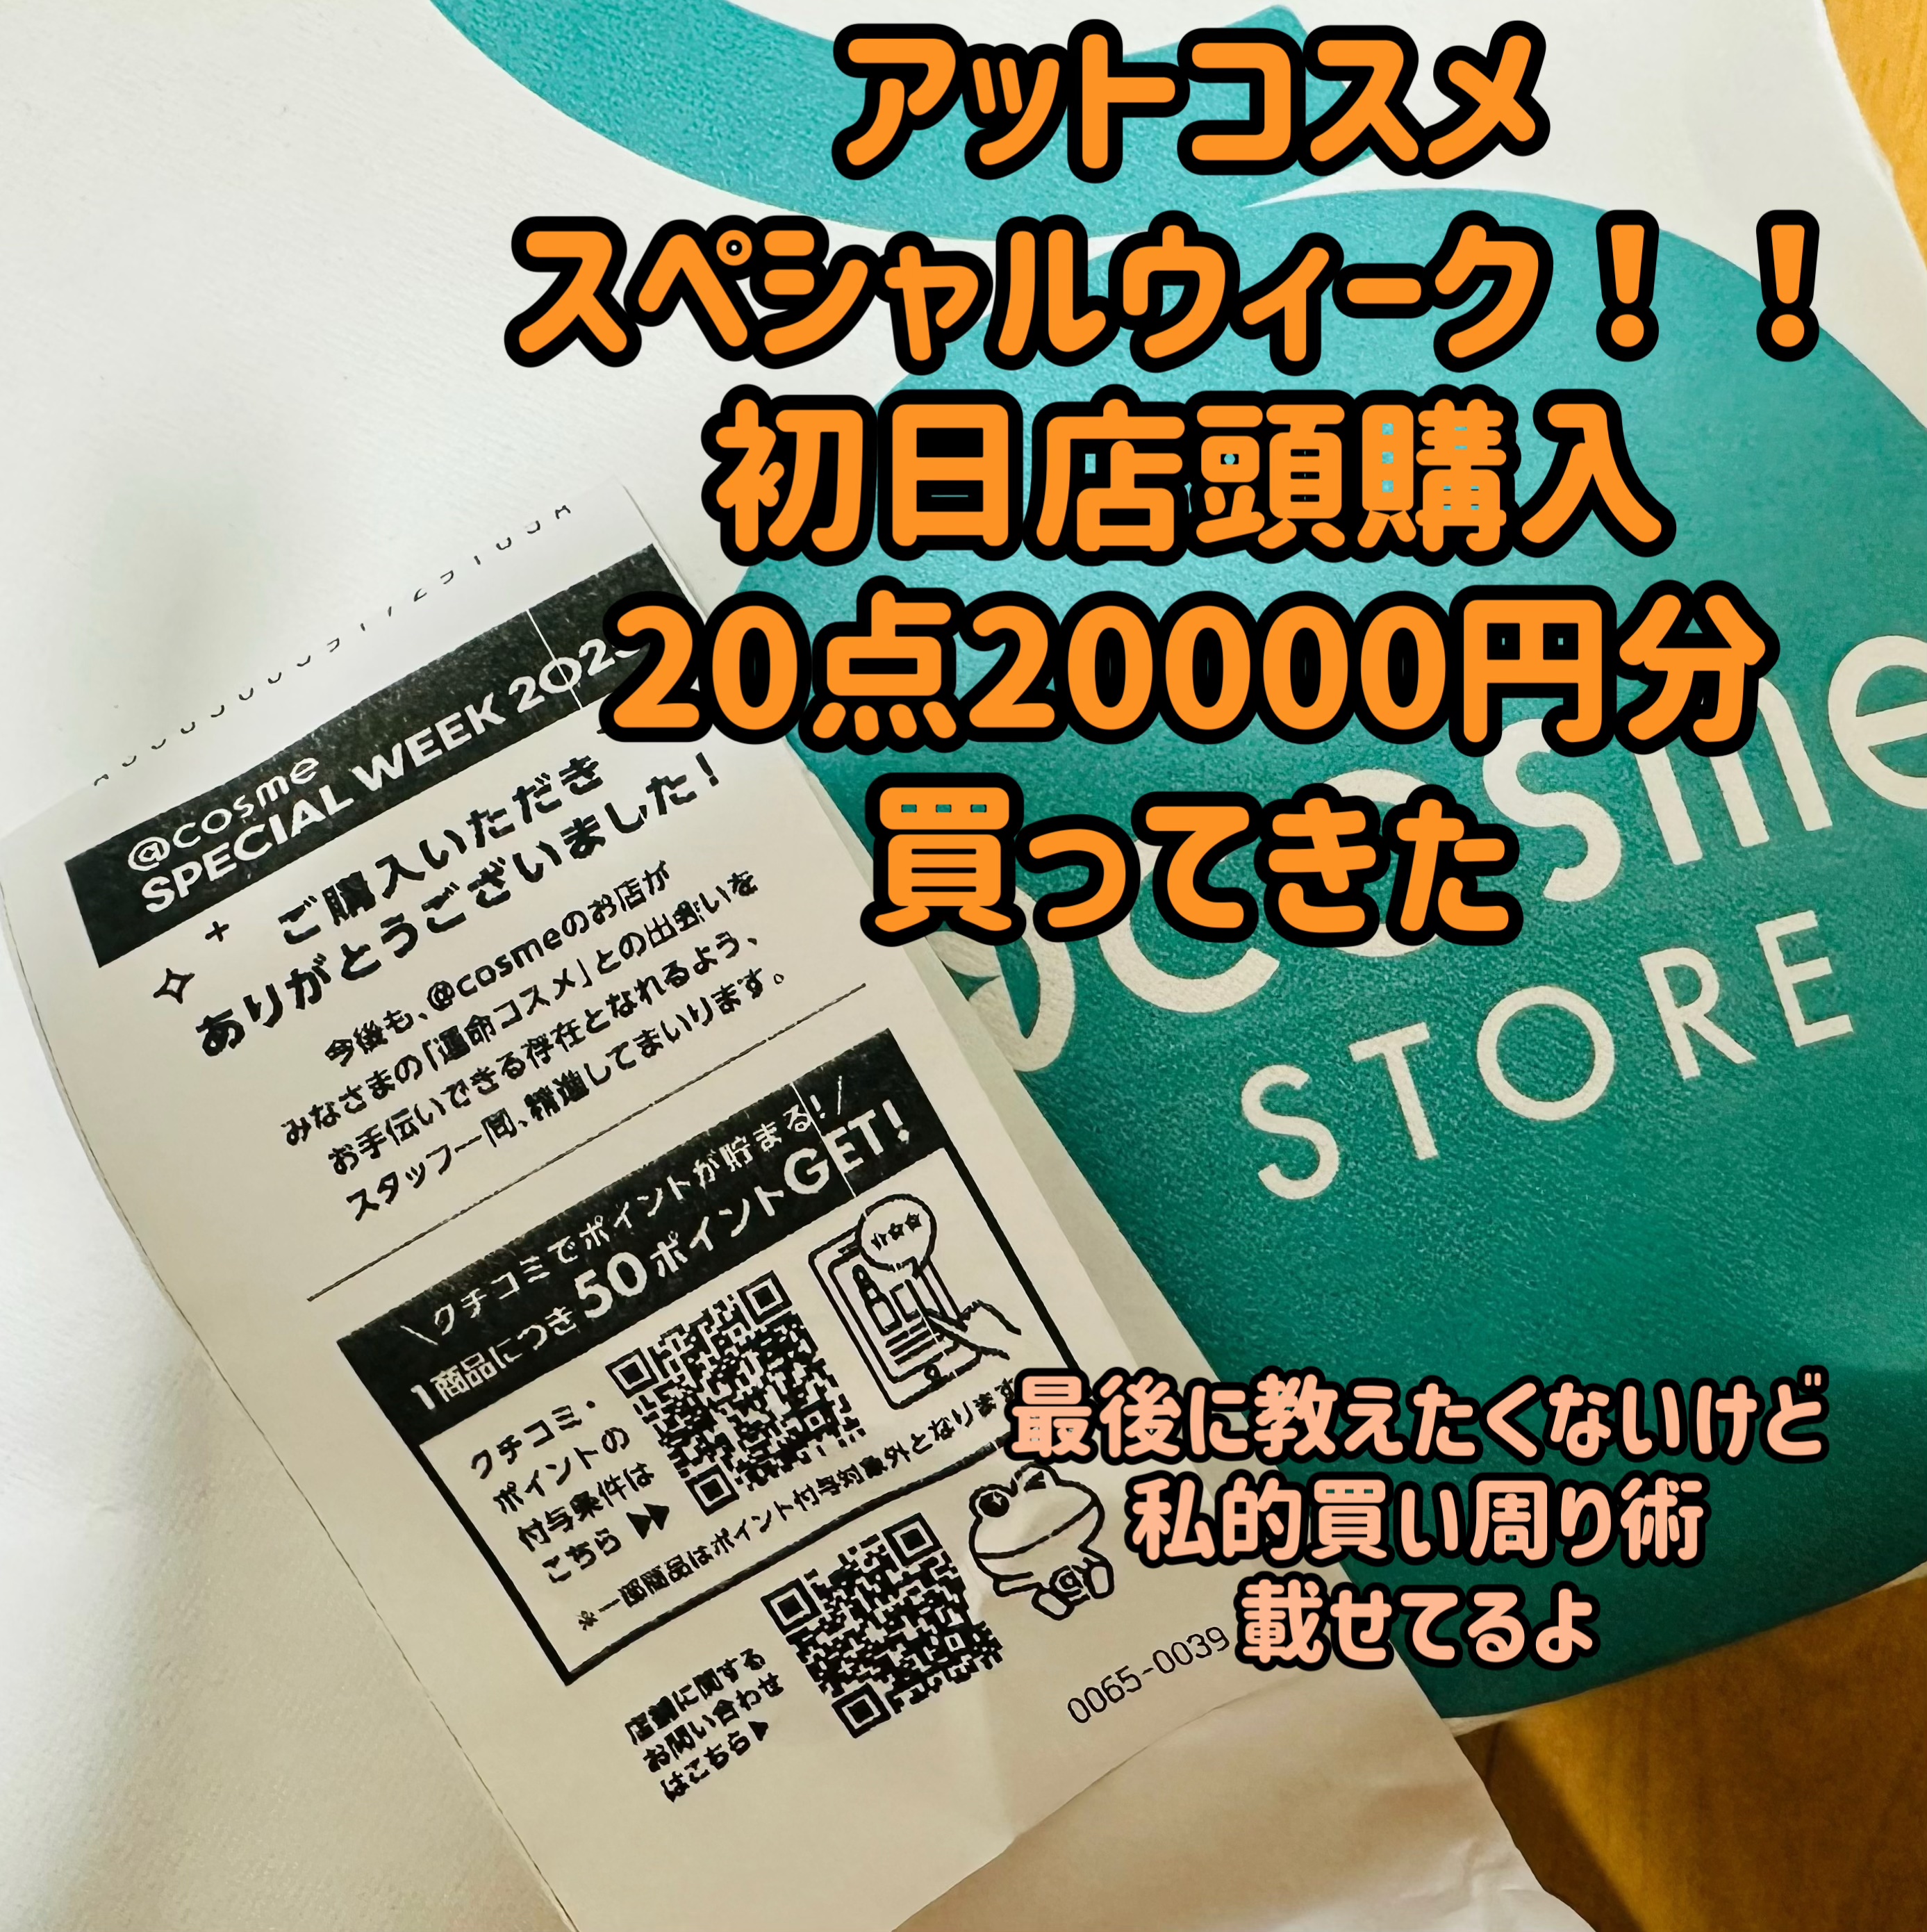 アットコスメ
スペシャルウィーク！！
初日店頭購入
20点20000円分
買ってきた
@cosme
STORE
@cosme
SPECIAL WEEK 202
ご購入いただき
ありがとうございました!
今後も、@cosmeのお店が
みなさまの「運命コスメ」との出会いを
お手伝いできる存在となれるよう、
スタッフ一同、精進してまいります。
\クチコミでポイントが貯まる!/
1商品につき50ポイントGET!
クチコミ・
ポイントの
付与条件は
こちら▶▶
※一部商品はポイント付与対象外となります
店舗に関する
お問い合わせ
はこちら▶
0065-0039
最後に教えたくないけど
私的買い周り術
載せてるよ